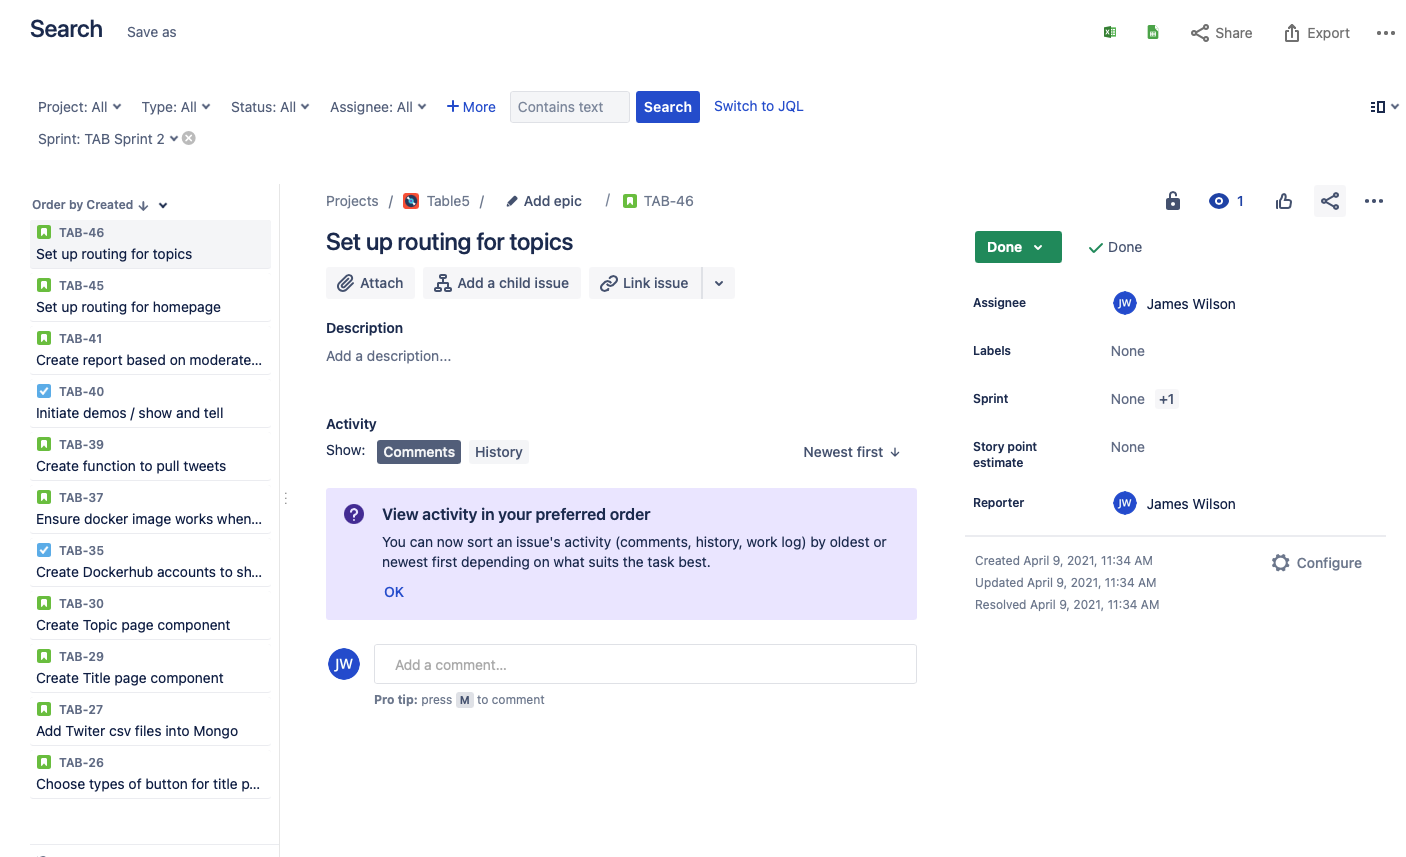 Search Save as
Share Export
Project: All Type: All Status: All Assignee: All + More Contains text Search Switch to JQL
Sprint: TAB Sprint 2
Order by Created ↓
TAB-46
Set up routing for topics
TAB-45
Set up routing for homepage
TAB-41
Create report based on moderate...
TAB-40
Initiate demos / show and tell
TAB-39
Create function to pull tweets
TAB-37
Ensure docker image works when...
TAB-35
Create Dockerhub accounts to sh...
TAB-30
Create Topic page component
TAB-29
Create Title page component
TAB-27
Add Twiter csv files into Mongo
TAB-26
Choose types of button for title p...
Projects / Table5 / Add epic / TAB-46
Set up routing for topics
Attach Add a child issue Link issue
Description
Add a description...
Activity
Show: Comments History Newest first ↓
? View activity in your preferred order
You can now sort an issue's activity (comments, history, work log) by oldest or
newest first depending on what suits the task best.
OK
JW Add a comment...
Pro tip: press M to comment
1
Done Done
Assignee JW James Wilson
Labels None
Sprint None +1
Story point
estimate
None
Reporter JW James Wilson
Created April 9, 2021, 11:34 AM
Updated April 9, 2021, 11:34 AM
Resolved April 9, 2021, 11:34 AM
Configure